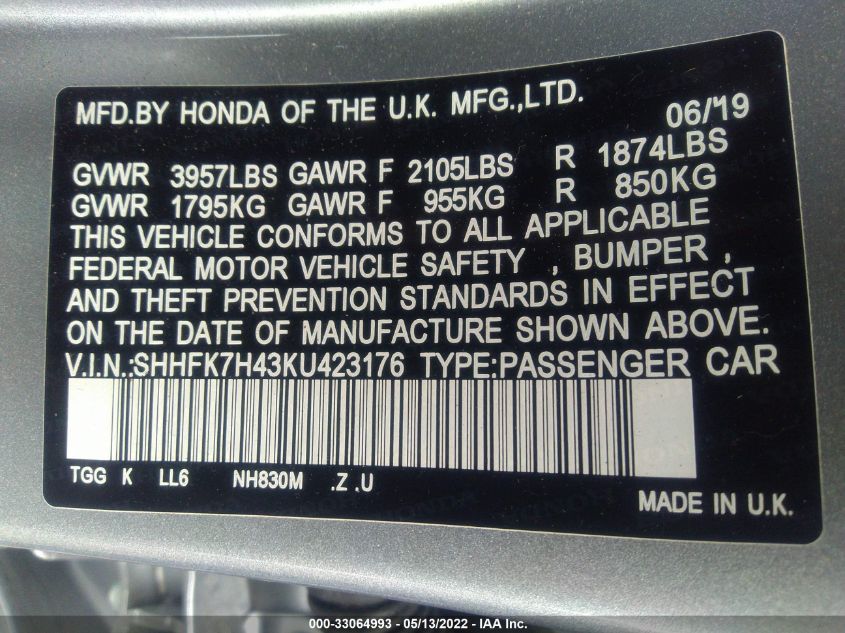 MFD.BY HONDA OF THE U.K. MFG.,LTD. 06/'19
GVWR 3957LBS GAWR F 2105LBS R 1874LBS
GVWR 1795KG GAWR F 955KG R 850KG
THIS VEHICLE CONFORMS TO ALL APPLICABLE
FEDERAL MOTOR VEHICLE SAFETY , BUMPER ,
AND THEFT PREVENTION STANDARDS IN EFFECT
ON THE DATE OF MANUFACTURE SHOWN ABOVE.
V.I.N.:SHHFK7H43KU423176 TYPE:PASSENGER CAR
TGG K LL6 NH830M .Z .U
MADE IN U.K.
000-33064993 — 05/13/2022 — IAA Inc.